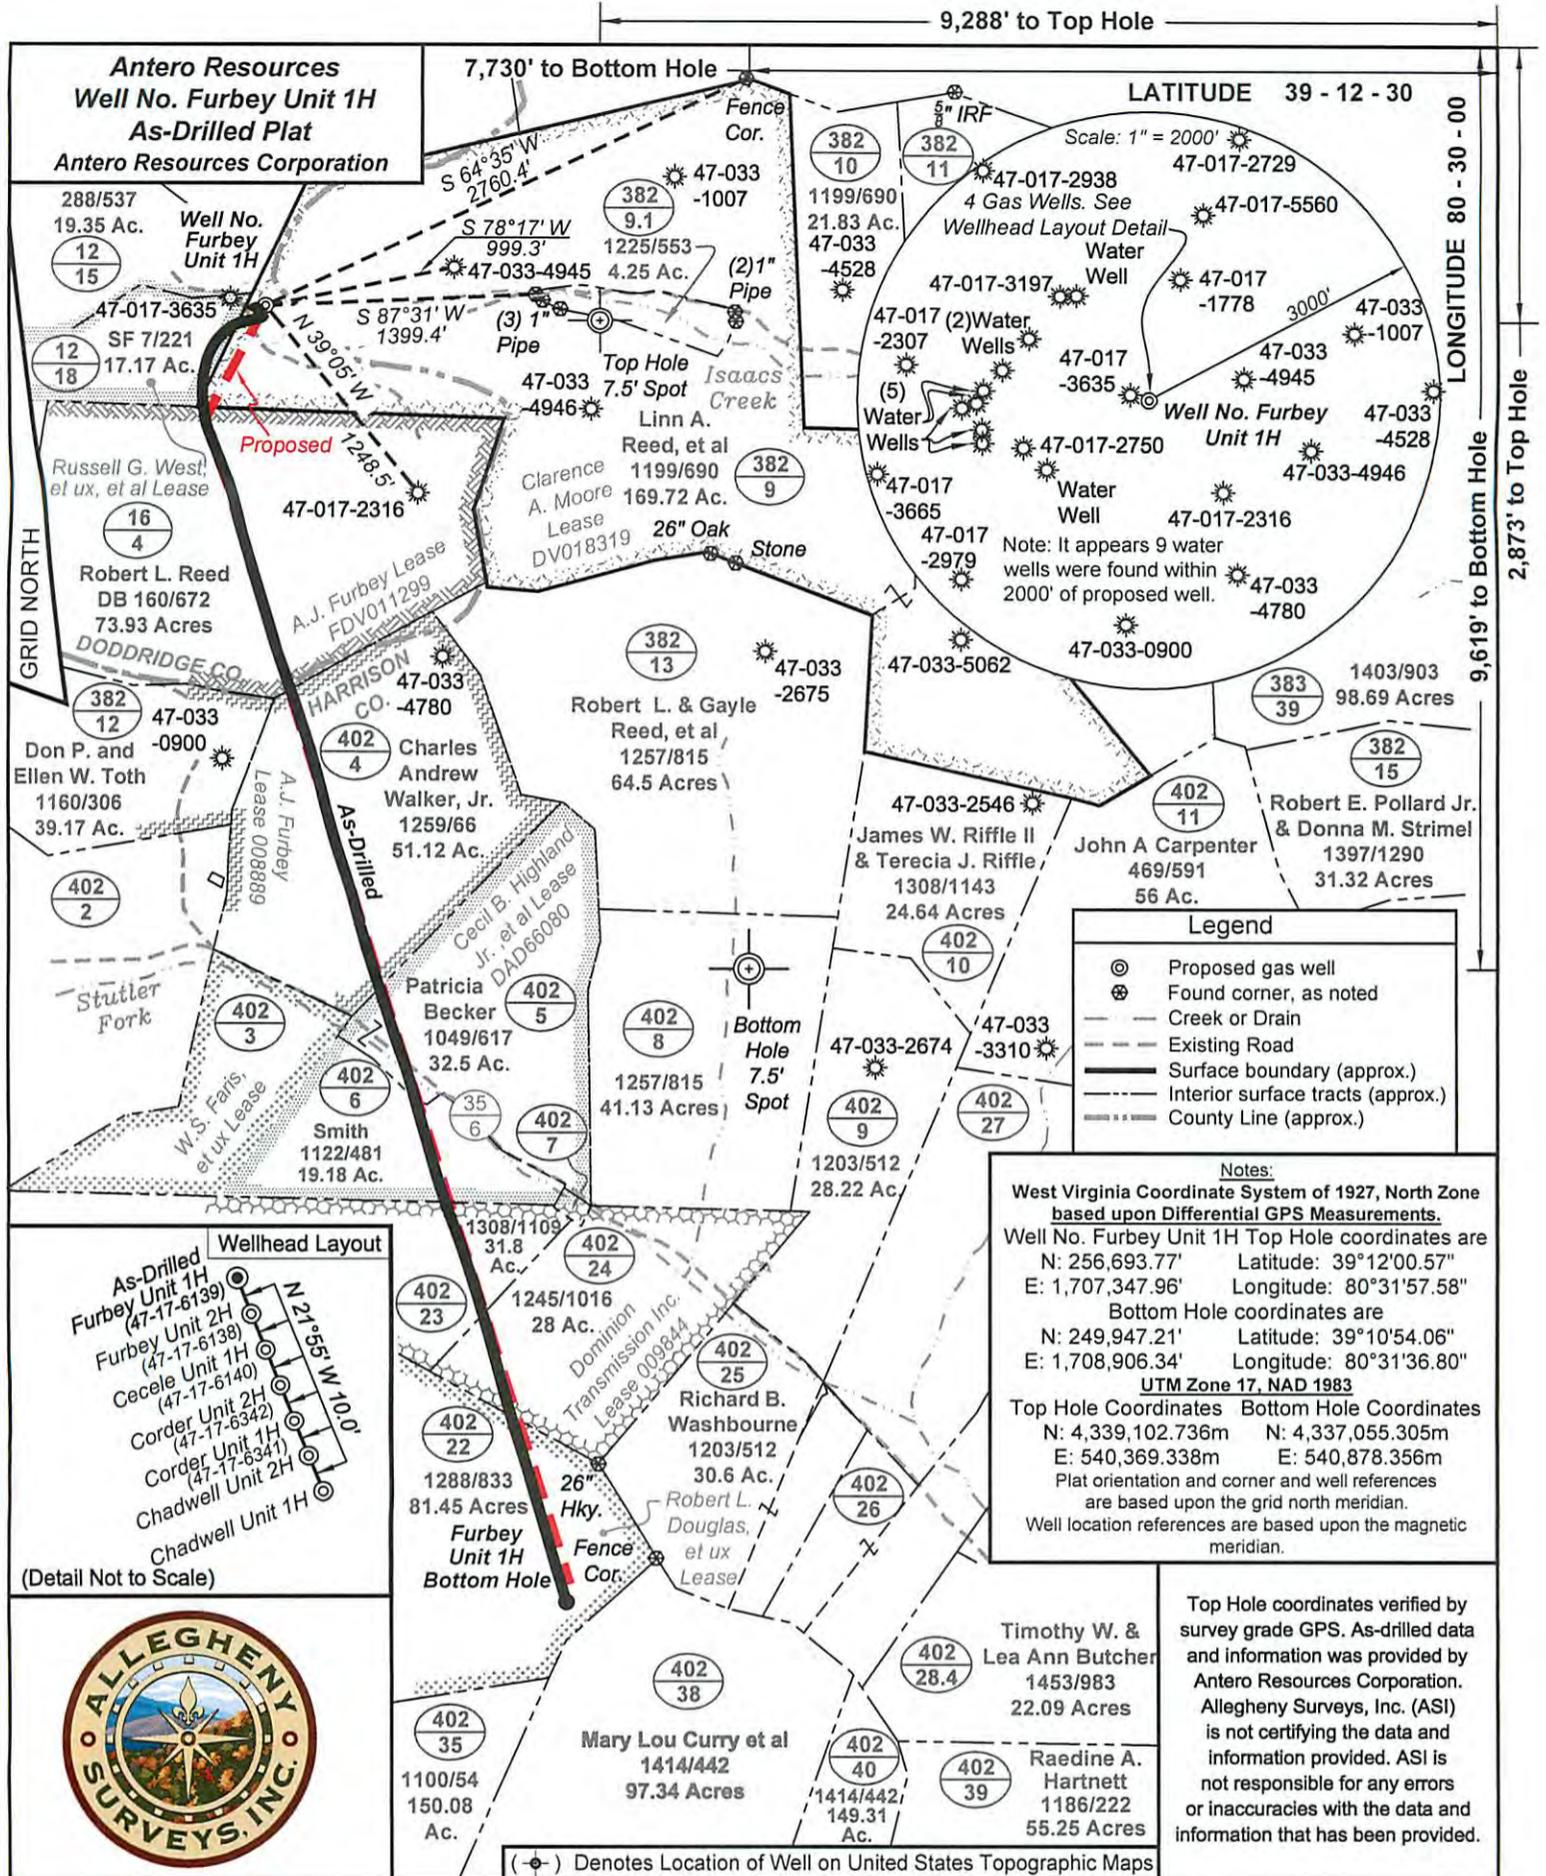 9,288' to Top Hole
Antero Resources
Well No. Furbey Unit 1H
As-Drilled Plat
Antero Resources Corporation
7,730' to Bottom Hole
LATITUDE 39 - 12 - 30
LONGITUDE 80 - 30 - 00
2,873' to Top Hole
9,619' to Bottom Hole
GRID NORTH
Fence
Cor.
5/8" IRF
S 64°35' W
2760.4'
S 78°17' W
999.3'
S 87°31' W
1399.4'
N 39°05' W
1248.5'
288/537
19.35 Ac.
12
15
Well No.
Furbey
Unit 1H
47-017-3635
SF 7/221
17.17 Ac.
12
18
Proposed
47-033
-1007
382
9.1
1225/553
4.25 Ac.
47-033-4945
(3) 1"
Pipe
(2)1"
Pipe
Top Hole
7.5' Spot
47-033
-4946
Isaacs
Creek
382
10
1199/690
21.83 Ac.
47-033
-4528
382
11
Scale: 1" = 2000'
47-017-2729
47-017-2938
4 Gas Wells. See
Wellhead Layout Detail
47-017-5560
Water
Well
47-017-3197
47-017
-1778
3000'
47-033
-1007
47-017
-2307
(2)Water
Wells
47-017
-3635
47-033
-4945
(5)
Water
Wells
Well No. Furbey
Unit 1H
47-033
-4528
47-017-2750
47-033-4946
47-017
-3665
Water
Well
47-017-2316
47-017
-2979
Note: It appears 9 water
wells were found within
2000' of proposed well.
47-033
-4780
47-033-0900
47-033-5062
Linn A.
Reed, et al
1199/690
169.72 Ac.
382
9
Clarence
A. Moore
Lease
DV018319
26" Oak
Stone
Russell G. West,
et ux, et al Lease
16
4
Robert L. Reed
DB 160/672
73.93 Acres
47-017-2316
A.J. Furbey Lease
FDV011299
DODDRIDGE CO.
HARRISON
CO.
47-033
-4780
382
12
47-033
-0900
Don P. and
Ellen W. Toth
1160/306
39.17 Ac.
A.J. Furbey
Lease 008889
As-Drilled
402
4
Charles
Andrew
Walker, Jr.
1259/66
51.12 Ac.
382
13
47-033
-2675
Robert L. & Gayle
Reed, et al
1257/815
64.5 Acres
383
39
1403/903
98.69 Acres
382
15
Robert E. Pollard Jr.
& Donna M. Strimel
1397/1290
31.32 Acres
402
11
John A Carpenter
469/591
56 Ac.
47-033-2546
James W. Riffle II
& Terecia J. Riffle
1308/1143
24.64 Acres
402
10
402
2
Stutler
Fork
402
3
Cecil B. Highland
Jr., et al Lease
DAD66080
Patricia
Becker
1049/617
32.5 Ac.
402
5
W.S. Faris,
et ux Lease
402
6
Smith
1122/481
19.18 Ac.
35
6
402
7
402
8
1257/815
41.13 Acres
Bottom
Hole
7.5'
Spot
47-033-2674
402
9
1203/512
28.22 Ac.
47-033
-3310
402
27
Legend
Proposed gas well
Found corner, as noted
Creek or Drain
Existing Road
Surface boundary (approx.)
Interior surface tracts (approx.)
County Line (approx.)
Notes:
West Virginia Coordinate System of 1927, North Zone
based upon Differential GPS Measurements.
Well No. Furbey Unit 1H Top Hole coordinates are
N: 256,693.77' Latitude: 39°12'00.57"
E: 1,707,347.96' Longitude: 80°31'57.58"
Bottom Hole coordinates are
N: 249,947.21' Latitude: 39°10'54.06"
E: 1,708,906.34' Longitude: 80°31'36.80"
UTM Zone 17, NAD 1983
Top Hole Coordinates Bottom Hole Coordinates
N: 4,339,102.736m N: 4,337,055.305m
E: 540,369.338m E: 540,878.356m
Plat orientation and corner and well references
are based upon the grid north meridian.
Well location references are based upon the magnetic
meridian.
Wellhead Layout
As-Drilled
Furbey Unit 1H
(47-17-6139)
Furbey Unit 2H
(47-17-6138)
Cecele Unit 1H
(47-17-6140)
Corder Unit 2H
(47-17-6342)
Corder Unit 1H
(47-17-6341)
Chadwell Unit 2H
Chadwell Unit 1H
N 21°55' W 10.0'
(Detail Not to Scale)
1308/1109
31.8
Ac.
402
24
402
23
1245/1016
28 Ac.
Dominion
Transmission Inc.
Lease 009844
402
25
Richard B.
Washbourne
1203/512
30.6 Ac.
402
22
1288/833
81.45 Acres
Furbey
Unit 1H
Bottom Hole
26"
Hky.
Fence
Cor.
Robert L.
Douglas,
et ux
Lease
402
26
ALLEGHENY
SURVEYS, INC.
402
35
1100/54
150.08
Ac.
402
38
Mary Lou Curry et al
1414/442
97.34 Acres
402
28.4
Timothy W. &
Lea Ann Butcher
1453/983
22.09 Acres
402
40
1414/442
149.31
Ac.
402
39
Raedine A.
Hartnett
1186/222
55.25 Acres
Top Hole coordinates verified by
survey grade GPS. As-drilled data
and information was provided by
Antero Resources Corporation.
Allegheny Surveys, Inc. (ASI)
is not certifying the data and
information provided. ASI is
not responsible for any errors
or inaccuracies with the data and
information that has been provided.
( ) Denotes Location of Well on United States Topographic Maps